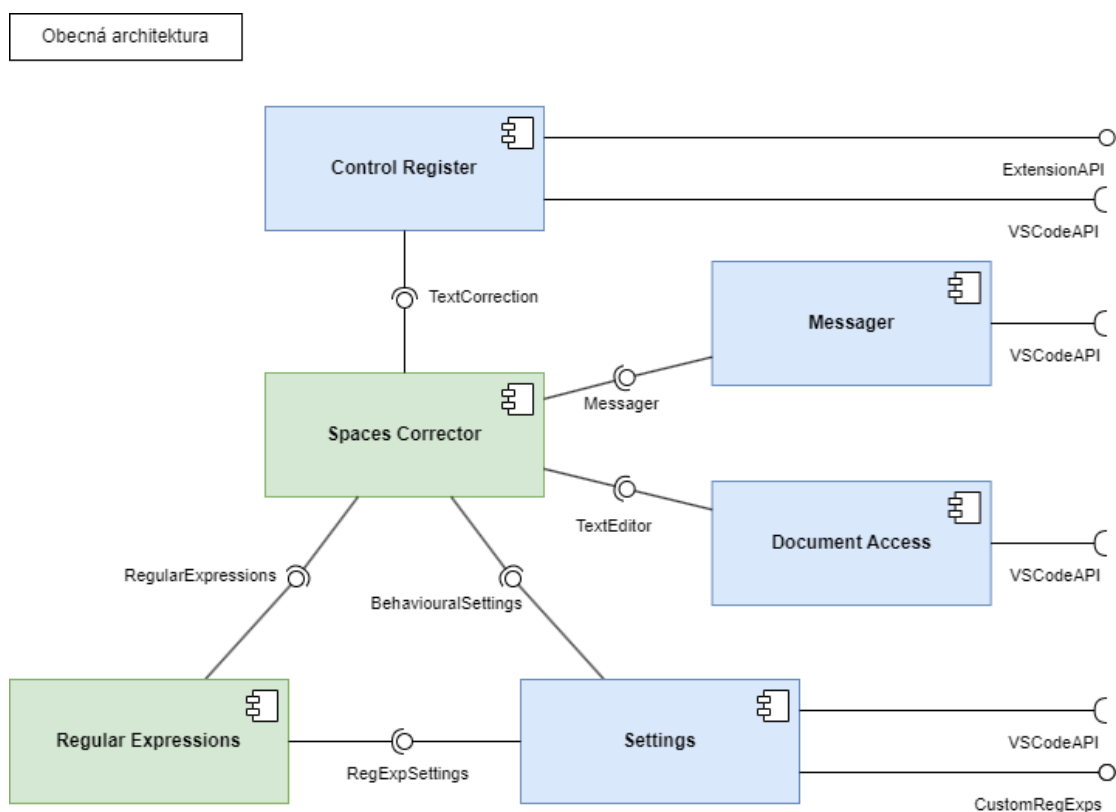 Obecná architektura
Control Register
ExtensionAPI
VSCodeAPI
TextCorrection
Messager
VSCodeAPI
Messager
Spaces Corrector
TextEditor
Document Access
VSCodeAPI
RegularExpressions
BehaviouralSettings
Regular Expressions
RegExpSettings
Settings
VSCodeAPI
CustomRegExps